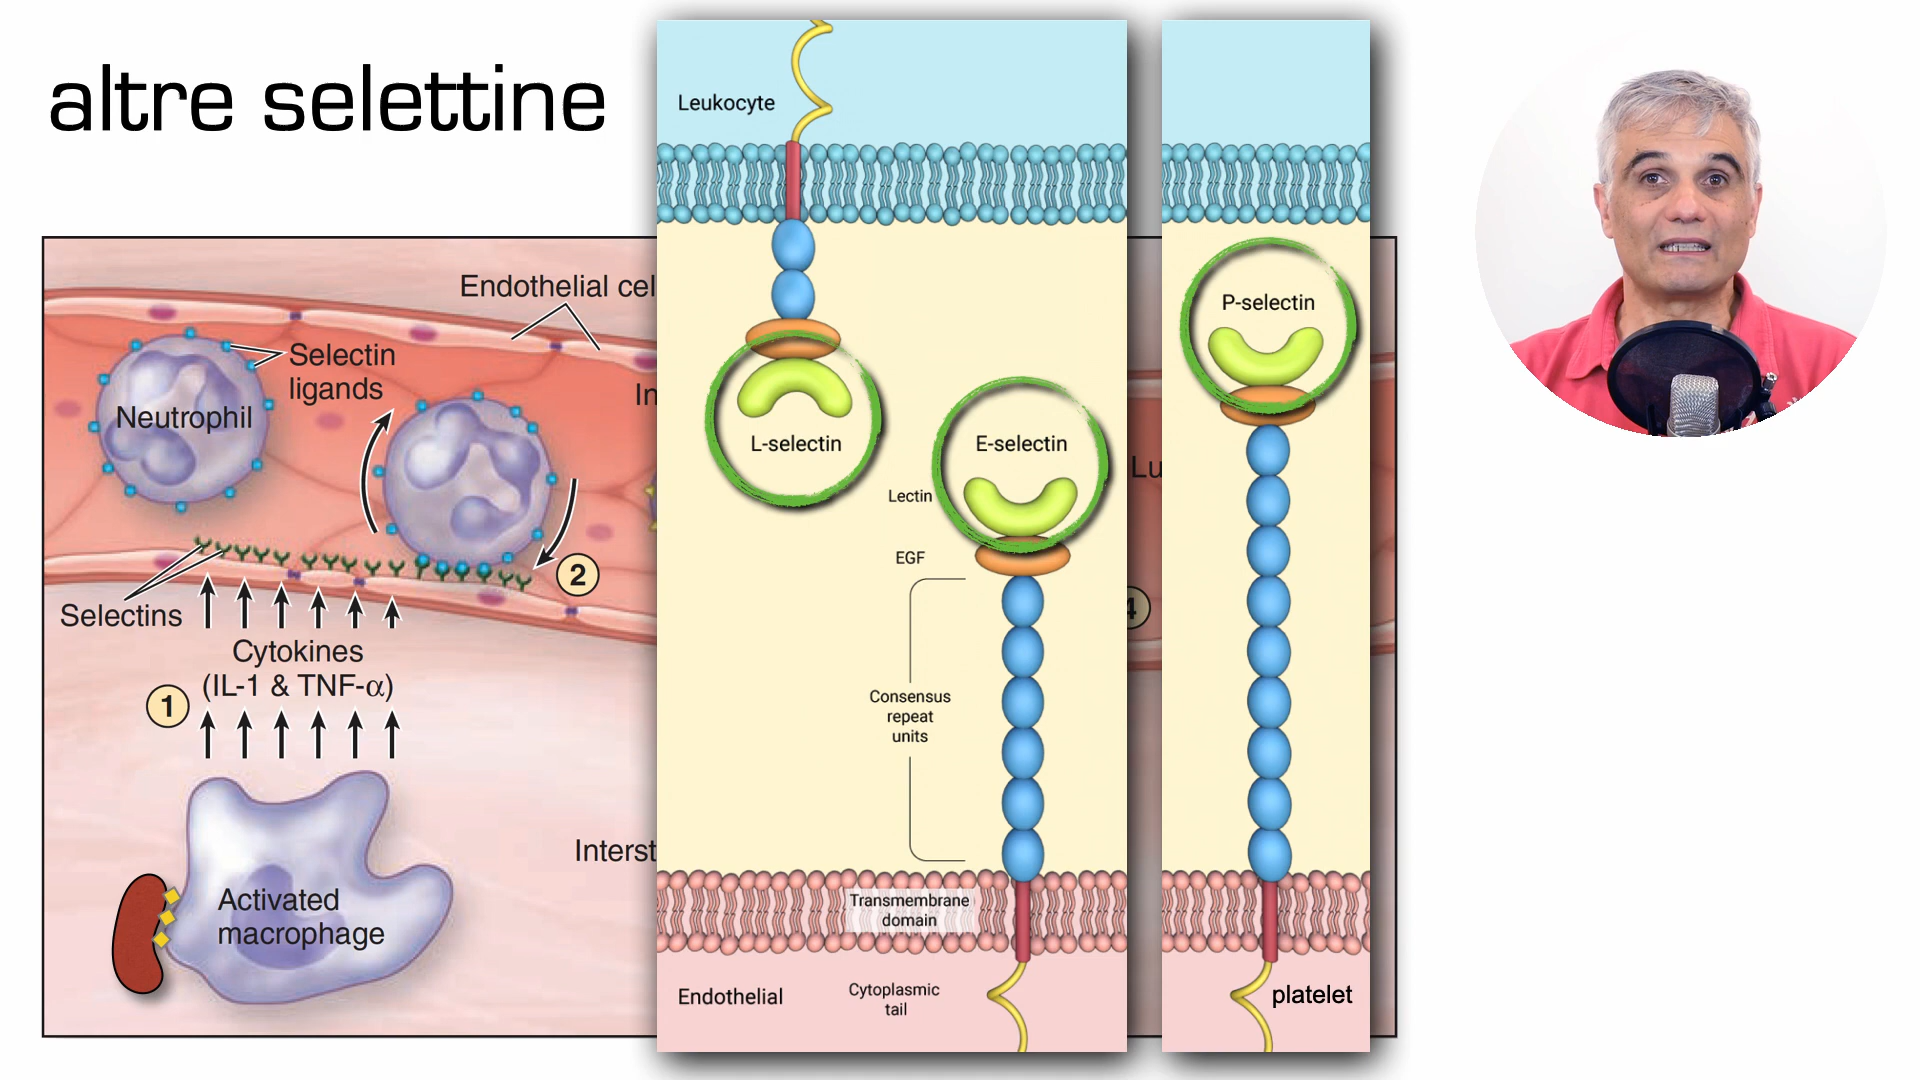 altre selettine
Endothelial cel
Selectin
ligands
Neutrophil
In
2
Selectins
Cytokines
(IL-1 & TNF-α)
1
Interst
Activated
macrophage
Leukocyte
L-selectin
E-selectin
Lectin
EGF
Consensus
repeat
units
Transmembrane
domain
Endothelial
Cytoplasmic
tail
Lu
4
P-selectin
platelet